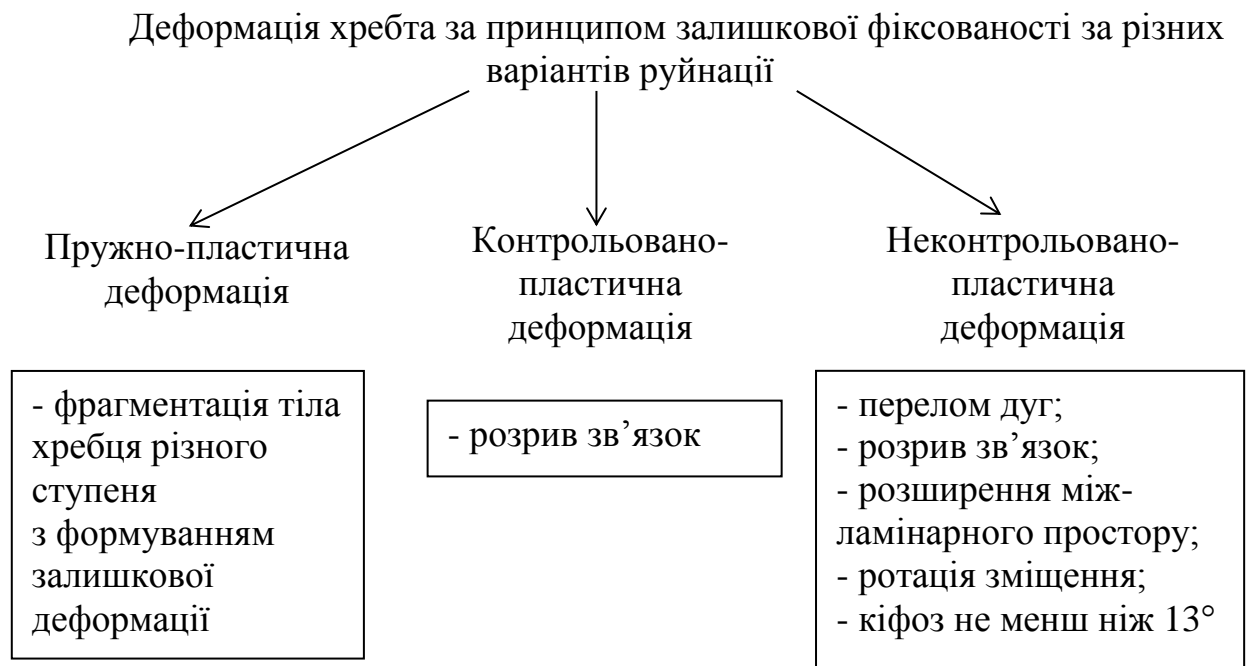 Деформація хребта за принципом залишкової фіксованості за різних
варіантів руйнації
Пружно-пластична
деформація
Контрольовано-
пластична
деформація
Неконтрольовано-
пластична
деформація
- фрагментація тіла
хребця різного
ступеня
з формуванням
залишкової
деформації
- розрив зв’язок
- перелом дуг;
- розрив зв’язок;
- розширення між-
ламінарного простору;
- ротація зміщення;
- кіфоз не менш ніж 13°